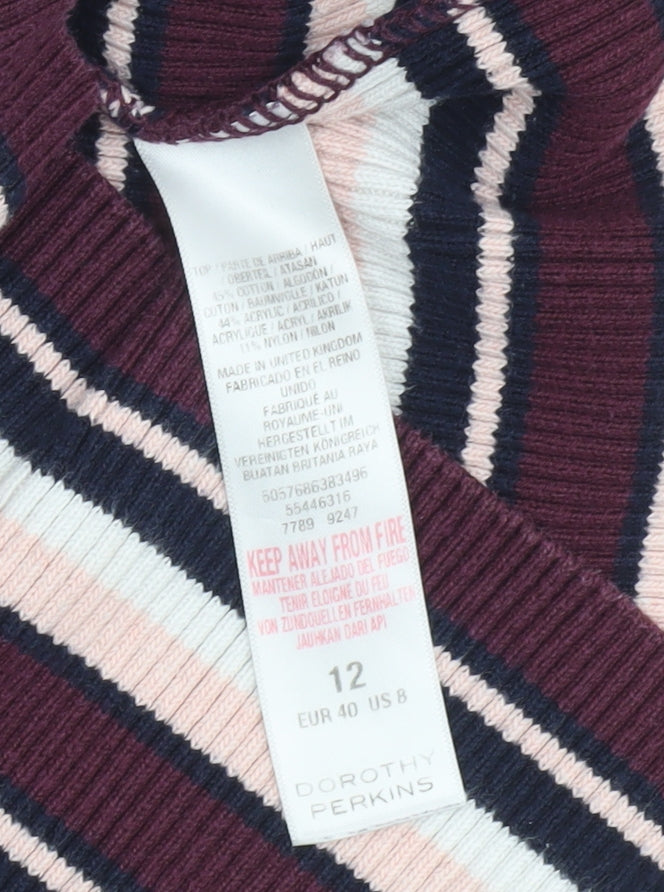 TOP / PARTE DE ARRIBA / HAUT
/ OBERTEIL / ATASAN
45% COTTON / ALGODÓN /
COTON / BAUMWOLLE / KATUN
44% ACRYLIC / ACRÍLICO /
ACRYLIQUE / ACRYL / AKRILIK
11% NYLON / NILON
MADE IN UNITED KINGDOM
FABRICADO EN EL REINO
UNIDO
FABRIQUÉ AU
ROYAUME-UNI
HERGESTELLT IM
VEREINIGTEN KÖNIGREICH
BUATAN BRITANIA RAYA
5057686383496
55446316
7789 9247
KEEP AWAY FROM FIRE
MANTENER ALEJADO DEL FUEGO
TENIR ÉLOIGNÉ DU FEU
VON ZÜNDQUELLEN FERNHALTEN
JAUHKAN DARI API
12
EUR 40 US 8
DOROTHY
PERKINS